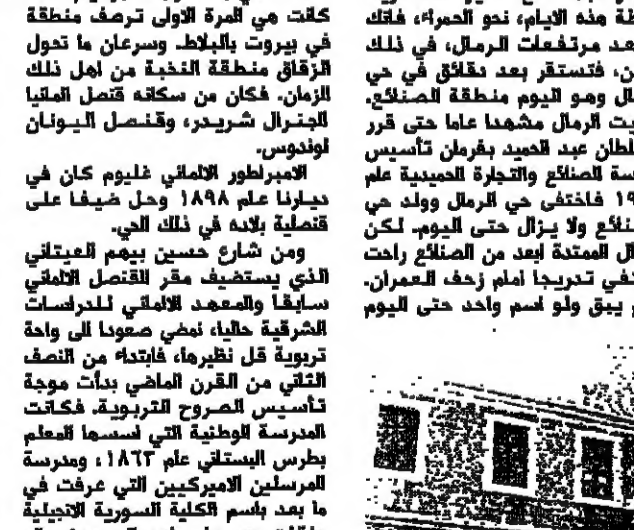 ة هذه الايام، نحو الحمراء، فانك
عد مرتفعات الرمال، في ذلك
ن، فتستقر بعد دقائق في حي
ال وهو اليوم منطقة الصنائع.
يت الرمال مشهدا عاما حتى قرر
لطان عبد الحميد بفرمان تأسيس
سة الصنائع والتجارة الحميدية علم
١٩ فاختفى حي الرمال وولد حي
نائع ولا يزال حتى اليوم. لكن
ال الممتدة ابعد من الصنائع راحت
تفي تدريجا امام زحف العمران.
م يبق ولو اسم واحد حتى اليوم
كانت هي المرة الاولى ترصف منطقة
في بيروت بالبلاط. وسرعان ما تحول
الزقاق منطقة النخبة من اهل ذلك
الزمان. فكان من سكانه قنصل المانيا
الجنرال شريدر، وقنصل اليونان
لوندوس.
الامبراطور الالماني غليوم كان في
ديارنا عام ١٨٩٨ وحل ضيفا على
قنصلية بلاده في ذلك الحي.
ومن شارع حسين بيهم العيتاني
الذي يستضيف مقر القنصل الالماني
سابقا والمعهد الالماني للدراسات
الشرقية حاليا، نمضي صعودا الى واحة
تربوية قل نظيرها، فابتداء من النصف
الثاني من القرن الماضي بدأت موجة
تأسيس الصروح التربوية. فكانت
المدرسة الوطنية التي اسسها المعلم
بطرس البستاني عام ١٨٦٣، ومدرسة
المرسلين الاميركيين التي عرفت في
ما بعد باسم الكلية السورية الانجيلية